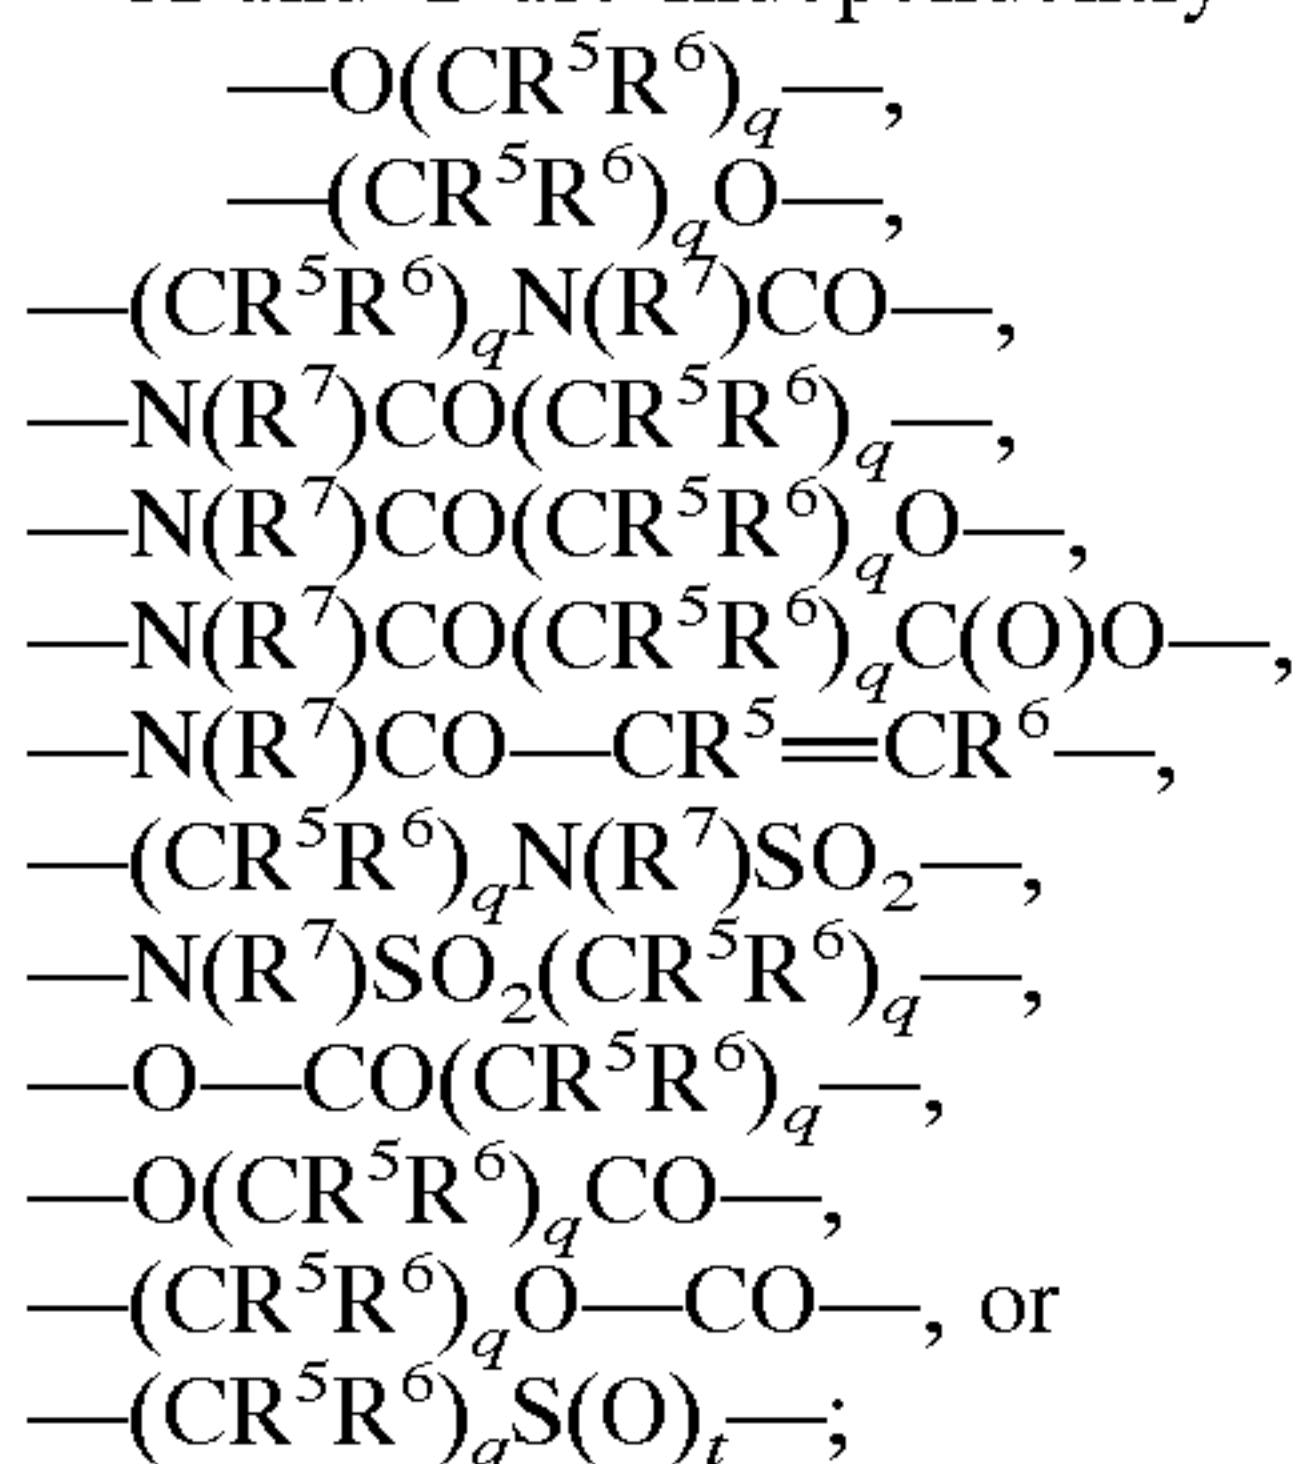 —O(CR⁵R⁶)q—,
—(CR⁵R⁶)qO—,
—(CR⁵R⁶)qN(R⁷)CO—,
—N(R⁷)CO(CR⁵R⁶)q—,
—N(R⁷)CO(CR⁵R⁶)qO—,
—N(R⁷)CO(CR⁵R⁶)qC(O)O—,
—N(R⁷)CO—CR⁵=CR⁶—,
—(CR⁵R⁶)qN(R⁷)SO₂—,
—N(R⁷)SO₂(CR⁵R⁶)q—,
—O—CO(CR⁵R⁶)q—,
—O(CR⁵R⁶)qCO—,
—(CR⁵R⁶)qO—CO—, or
—(CR⁵R⁶)qS(O)t—;